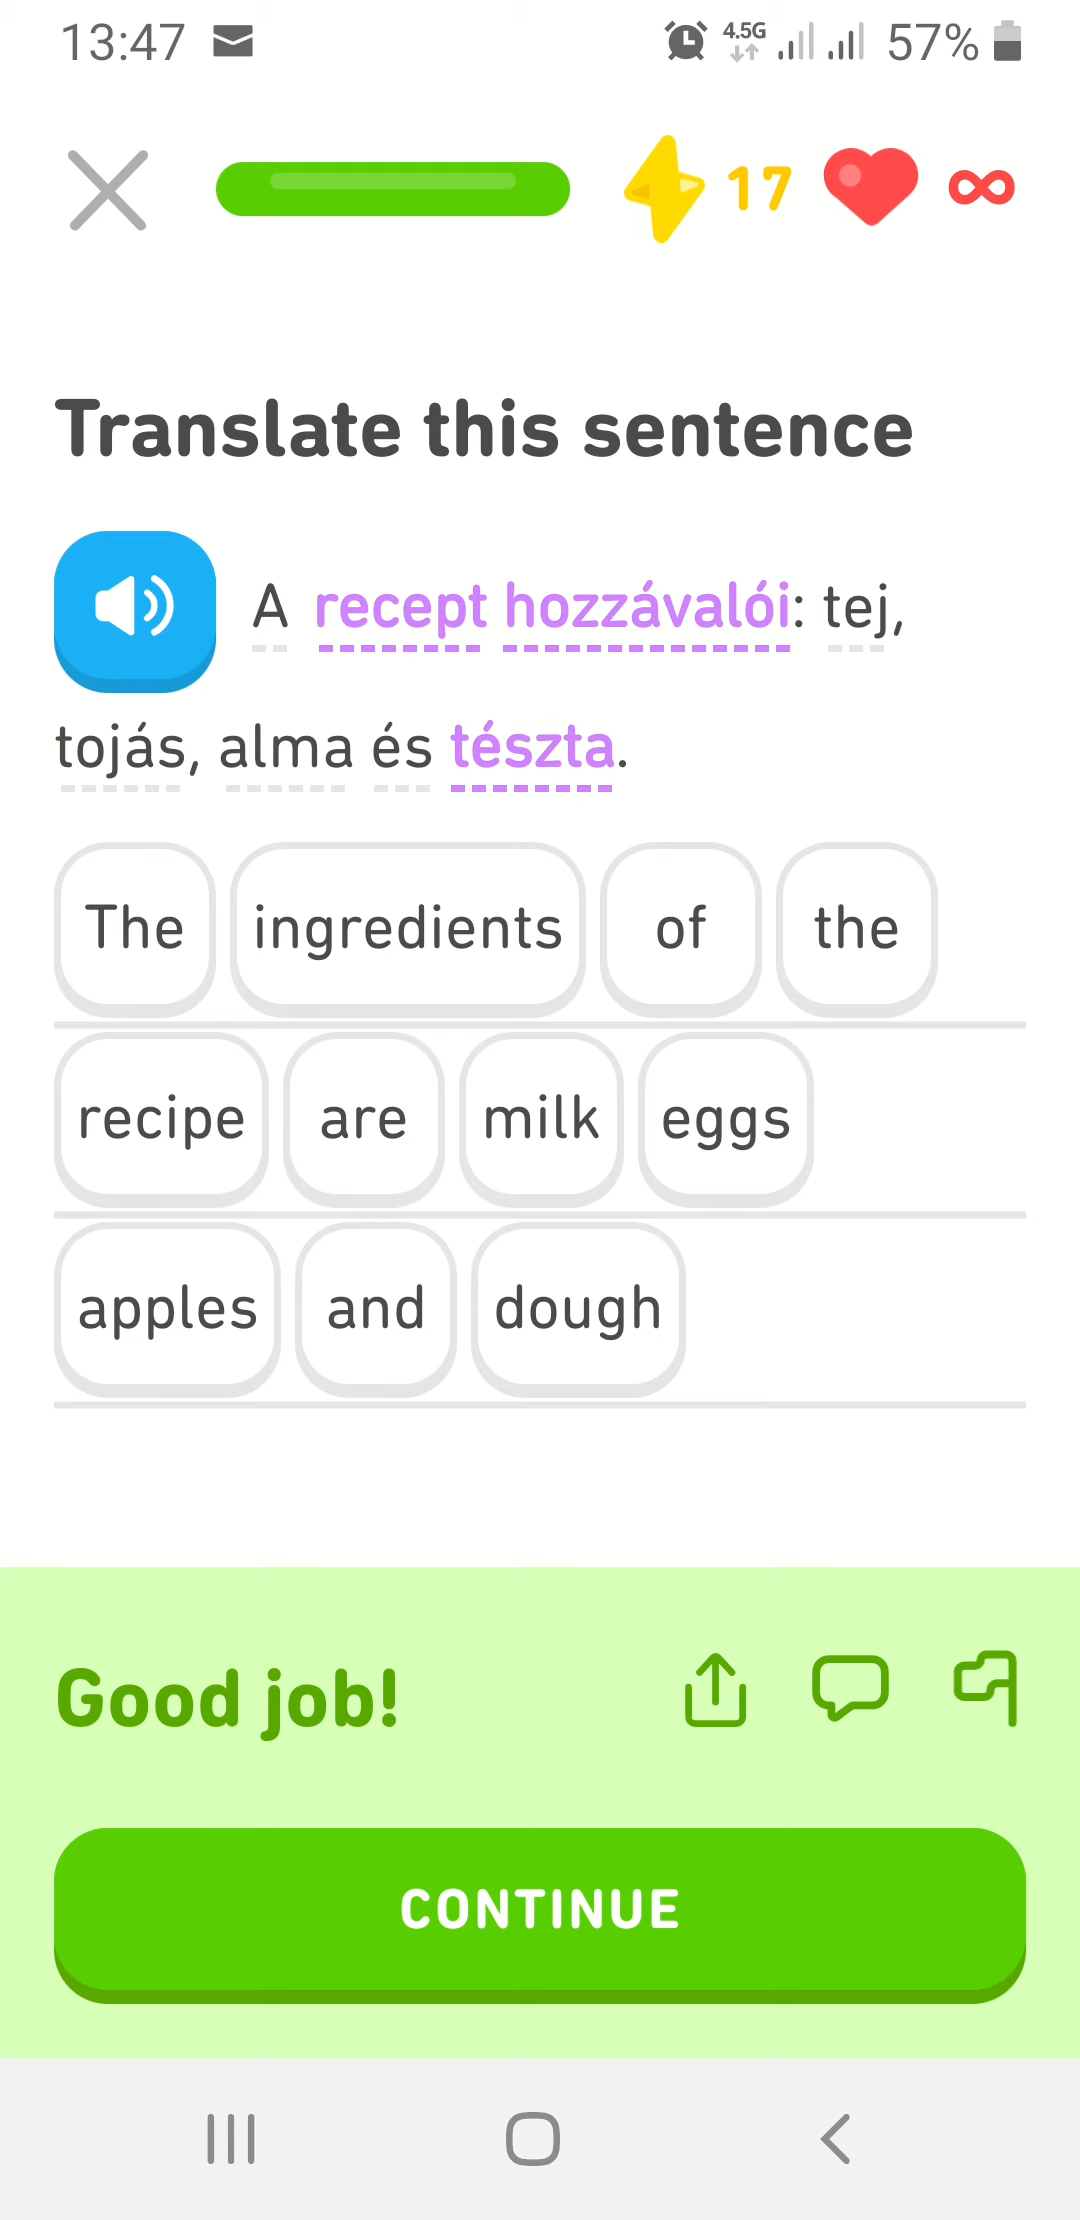 13:47 4.5G 57%
17
Translate this sentence
A recept hozzávalói: tej,
tojás, alma és tészta.
The ingredients of the
recipe are milk eggs
apples and dough
Good job!
CONTINUE